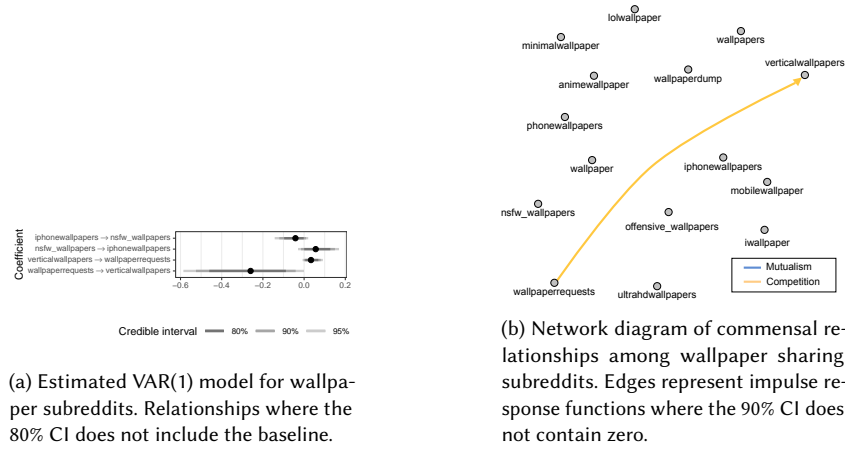 Coefficient
iphonewallpapers → nsfw_wallpapers
nsfw_wallpapers → iphonewallpapers
verticalwallpapers → wallpaperrequests
wallpaperrequests → verticalwallpapers
−0.6 −0.4 −0.2 0.0 0.2
Credible interval 80% 90% 95%
(a) Estimated VAR(1) model for wallpa-
per subreddits. Relationships where the
80% CI does not include the baseline.
lolwallpaper
minimalwallpaper
wallpapers
verticalwallpapers
animewallpaper
wallpaperdump
phonewallpapers
wallpaper
iphonewallpapers
mobilewallpaper
nsfw_wallpapers
offensive_wallpapers
iwallpaper
wallpaperrequests
ultrahdwallpapers
Mutualism
Competition
(b) Network diagram of commensal re-
lationships among wallpaper sharing
subreddits. Edges represent impulse re-
sponse functions where the 90% CI does
not contain zero.